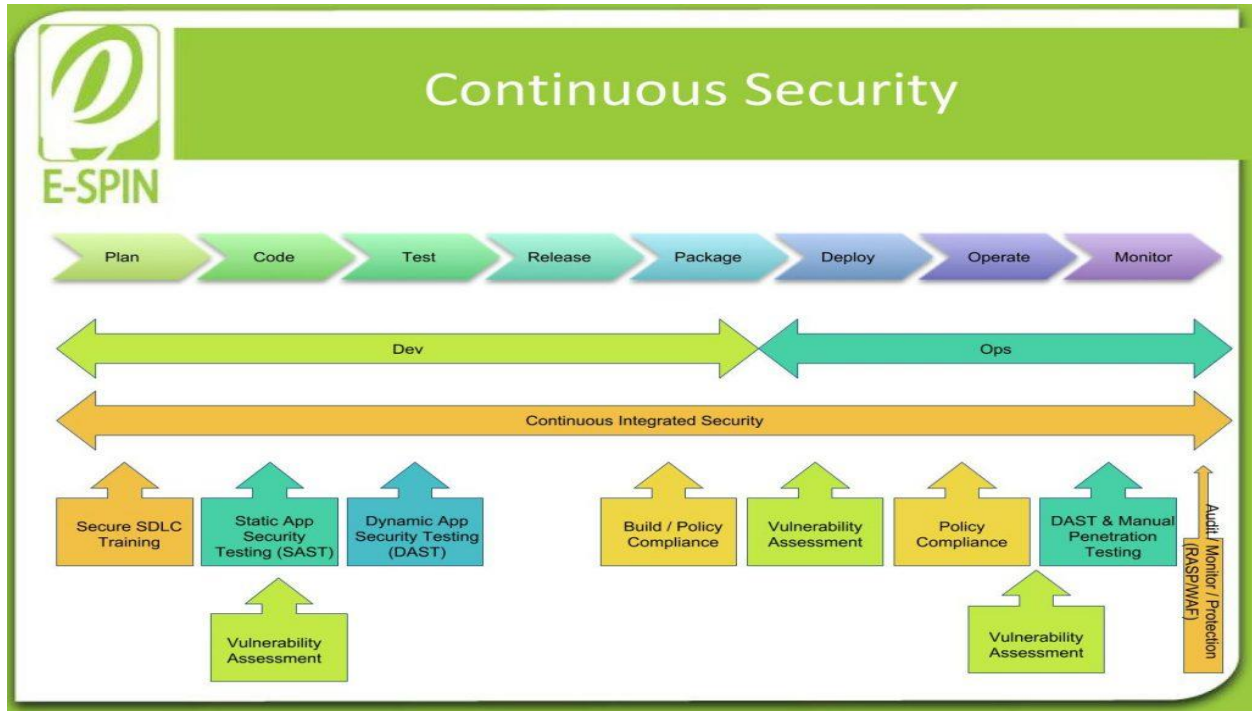 Continuous Security
E-SPIN
Plan
Code
Test
Release
Package
Deploy
Operate
Monitor
Dev
Ops
Continuous Integrated Security
Secure SDLC
Training
Static App
Security
Testing (SAST)
Dynamic App
Security Testing
(DAST)
Build / Policy
Compliance
Vulnerability
Assessment
Policy
Compliance
DAST & Manual
Penetration
Testing
Audit / Monitor / Protection
(RASP/WAF)
Vulnerability
Assessment
Vulnerability
Assessment